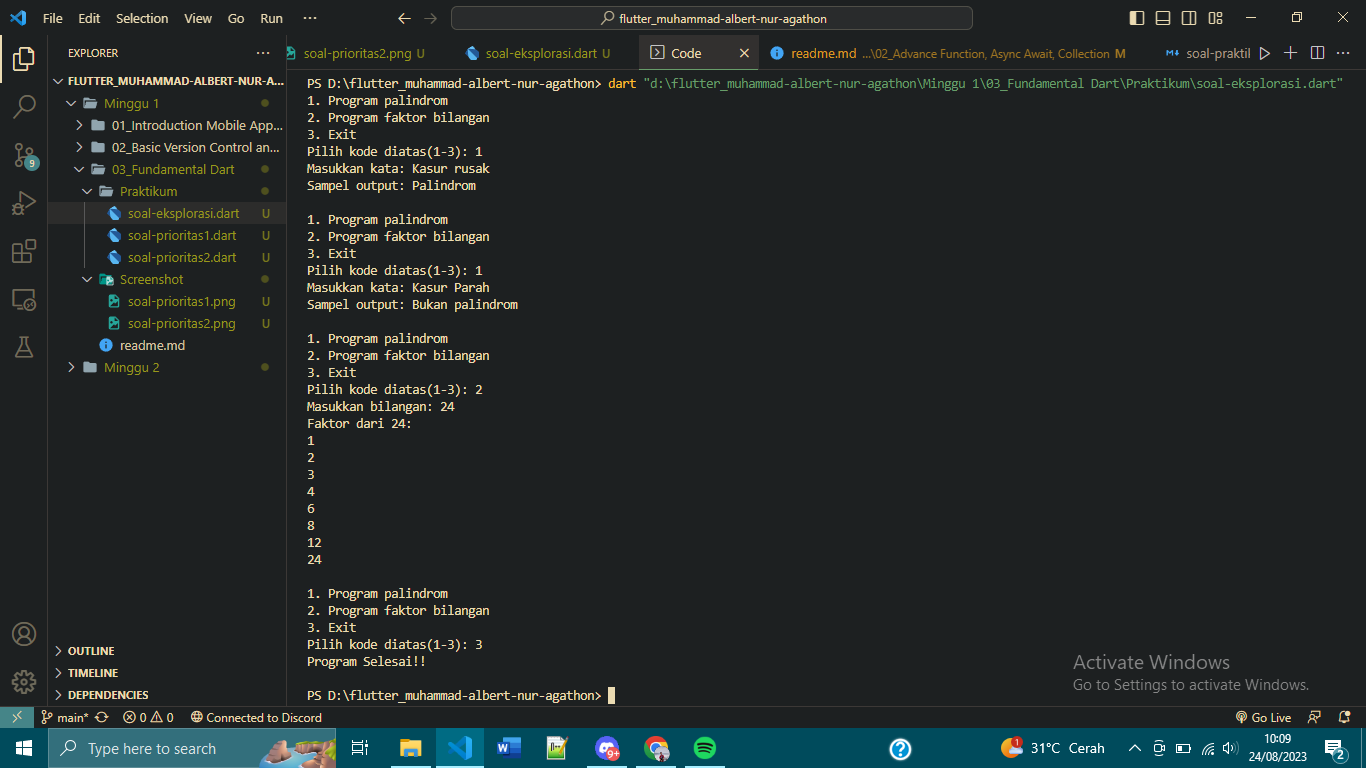 File Edit Selection View Go Run ··· flutter_muhammad-albert-nur-agathon
EXPLORER ···
soal-prioritas2.png U soal-eksplorasi.dart U Code readme.md ...\02_Advance Function, Async Await, Collection M soal-praktil ···
FLUTTER_MUHAMMAD-ALBERT-NUR-A...
Minggu 1
01_Introduction Mobile App...
02_Basic Version Control an...
03_Fundamental Dart
Praktikum
soal-eksplorasi.dart U
soal-prioritas1.dart U
soal-prioritas2.dart U
Screenshot
soal-prioritas1.png U
soal-prioritas2.png U
readme.md
Minggu 2
9
OUTLINE
TIMELINE
DEPENDENCIES
PS D:\flutter_muhammad-albert-nur-agathon> dart "d:\flutter_muhammad-albert-nur-agathon\Minggu 1\03_Fundamental Dart\Praktikum\soal-eksplorasi.dart"
1. Program palindrom
2. Program faktor bilangan
3. Exit
Pilih kode diatas(1-3): 1
Masukkan kata: Kasur rusak
Sampel output: Palindrom
1. Program palindrom
2. Program faktor bilangan
3. Exit
Pilih kode diatas(1-3): 1
Masukkan kata: Kasur Parah
Sampel output: Bukan palindrom
1. Program palindrom
2. Program faktor bilangan
3. Exit
Pilih kode diatas(1-3): 2
Masukkan bilangan: 24
Faktor dari 24:
1
2
3
4
6
8
12
24
1. Program palindrom
2. Program faktor bilangan
3. Exit
Pilih kode diatas(1-3): 3
Program Selesai!!
PS D:\flutter_muhammad-albert-nur-agathon>
Activate Windows
Go to Settings to activate Windows.
main* 0 0 Connected to Discord Go Live
Type here to search 9+ 1 31°C Cerah 10:09
24/08/2023 2